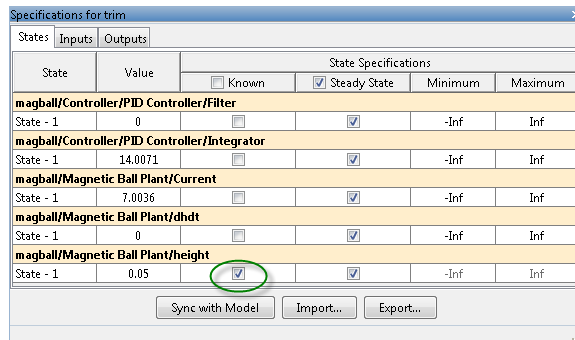 Specifications for trim
States Inputs Outputs
State Value State Specifications
Known Steady State Minimum Maximum
magball/Controller/PID Controller/Filter
State - 1 0 -Inf Inf
magball/Controller/PID Controller/Integrator
State - 1 14.0071 -Inf Inf
magball/Magnetic Ball Plant/Current
State - 1 7.0036 -Inf Inf
magball/Magnetic Ball Plant/dhdt
State - 1 0 -Inf Inf
magball/Magnetic Ball Plant/height
State - 1 0.05 -Inf Inf
Sync with Model Import... Export...